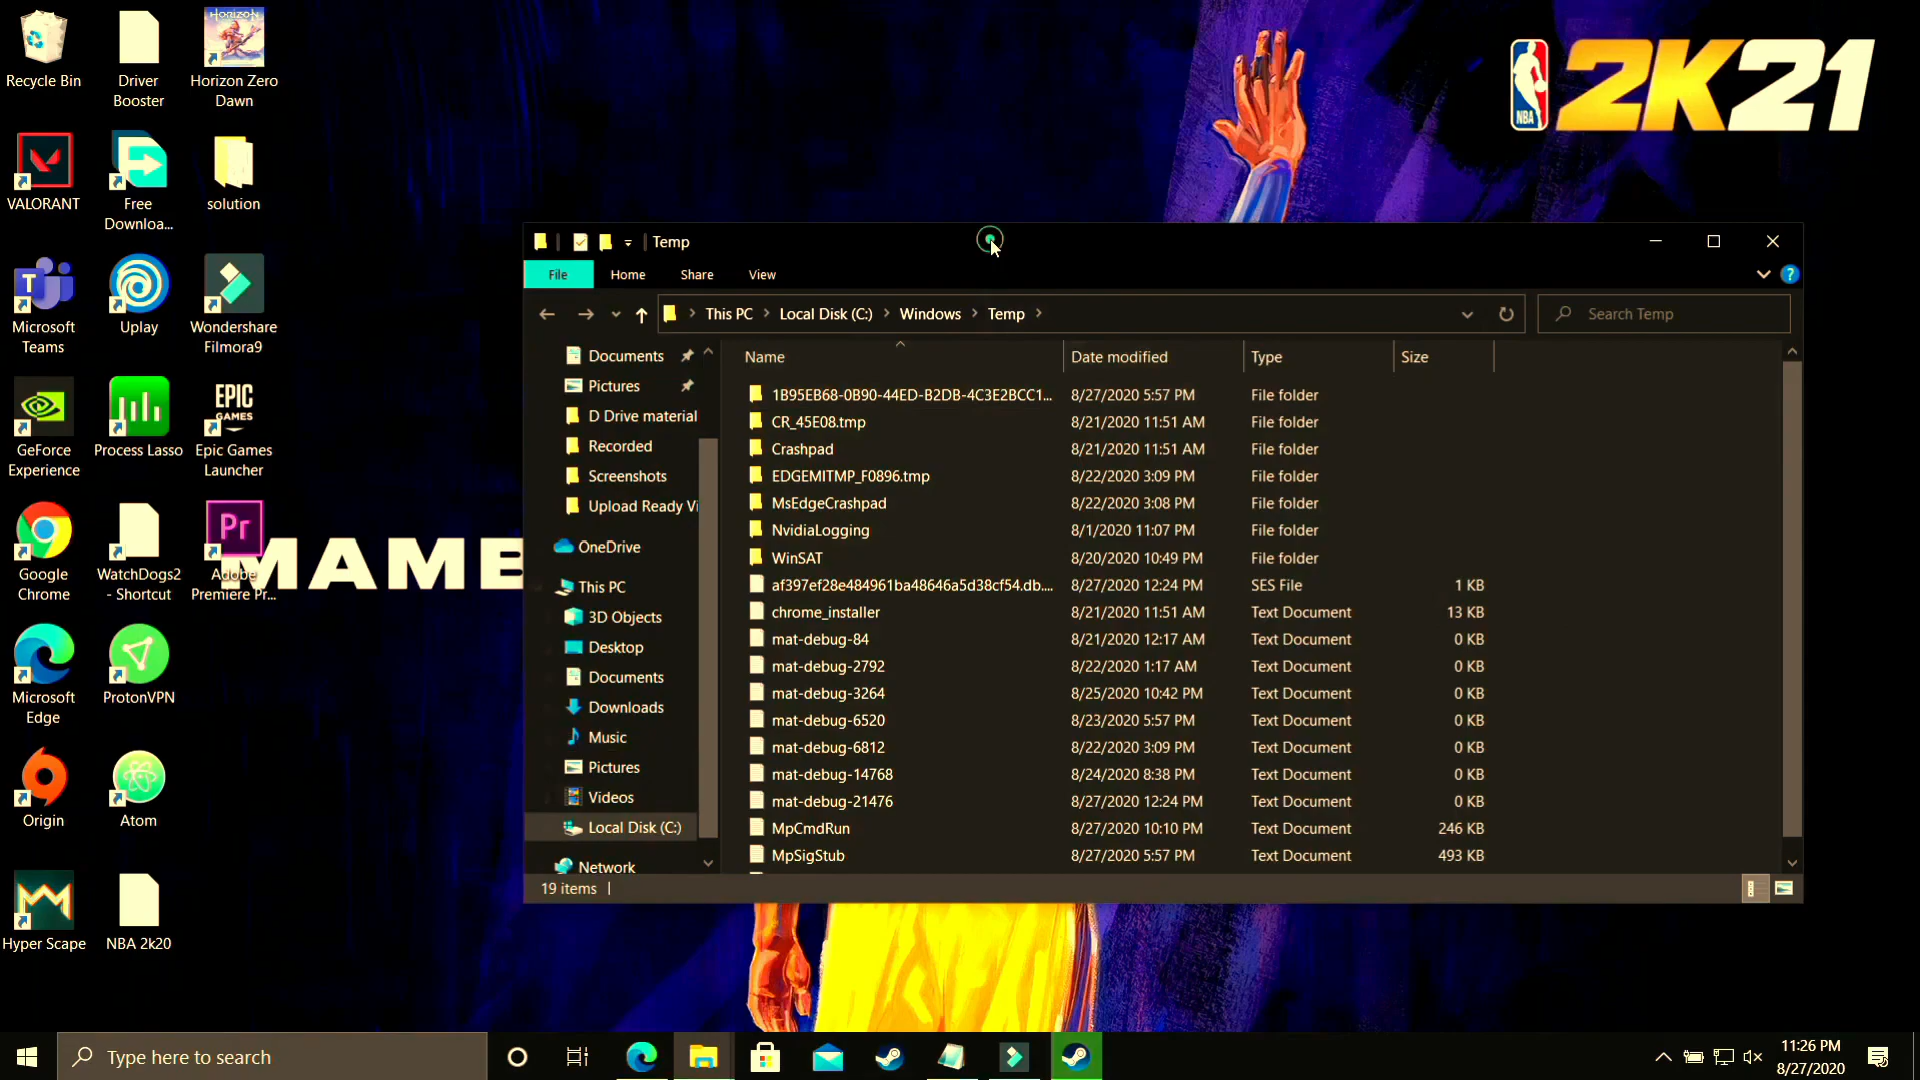 Recycle Bin
Driver
Booster
HORIZON
Horizon Zero
Dawn
VALORANT
Free
Downloa...
solution
Microsoft
Teams
Uplay
Wondershare
Filmora9
GeForce
Experience
Process Lasso
EPIC
GAMES
Epic Games
Launcher
Google
Chrome
WatchDogs2
- Shortcut
Pr
Adobe
Premiere Pr...
Microsoft
Edge
ProtonVPN
Origin
Atom
Hyper Scape
NBA 2k20
MAMB
NBA
2K21
Temp
File
Home
Share
View
This PC
Local Disk (C:)
Windows
Temp
Search Temp
Documents
Pictures
D Drive material
Recorded
Screenshots
Upload Ready Vi
OneDrive
This PC
3D Objects
Desktop
Documents
Downloads
Music
Pictures
Videos
Local Disk (C:)
Network
Name Date modified Type Size
1B95EB68-0B90-44ED-B2DB-4C3E2BCC1... 8/27/2020 5:57 PM File folder
CR_45E08.tmp 8/21/2020 11:51 AM File folder
Crashpad 8/21/2020 11:51 AM File folder
EDGEMITMP_F0896.tmp 8/22/2020 3:09 PM File folder
MsEdgeCrashpad 8/22/2020 3:08 PM File folder
NvidiaLogging 8/1/2020 11:07 PM File folder
WinSAT 8/20/2020 10:49 PM File folder
af397ef28e484961ba48646a5d38cf54.db.... 8/27/2020 12:24 PM SES File 1 KB
chrome_installer 8/21/2020 11:51 AM Text Document 13 KB
mat-debug-84 8/21/2020 12:17 AM Text Document 0 KB
mat-debug-2792 8/22/2020 1:17 AM Text Document 0 KB
mat-debug-3264 8/25/2020 10:42 PM Text Document 0 KB
mat-debug-6520 8/23/2020 5:57 PM Text Document 0 KB
mat-debug-6812 8/22/2020 3:09 PM Text Document 0 KB
mat-debug-14768 8/24/2020 8:38 PM Text Document 0 KB
mat-debug-21476 8/27/2020 12:24 PM Text Document 0 KB
MpCmdRun 8/27/2020 10:10 PM Text Document 246 KB
MpSigStub 8/27/2020 5:57 PM Text Document 493 KB
19 items
Type here to search
11:26 PM
8/27/2020